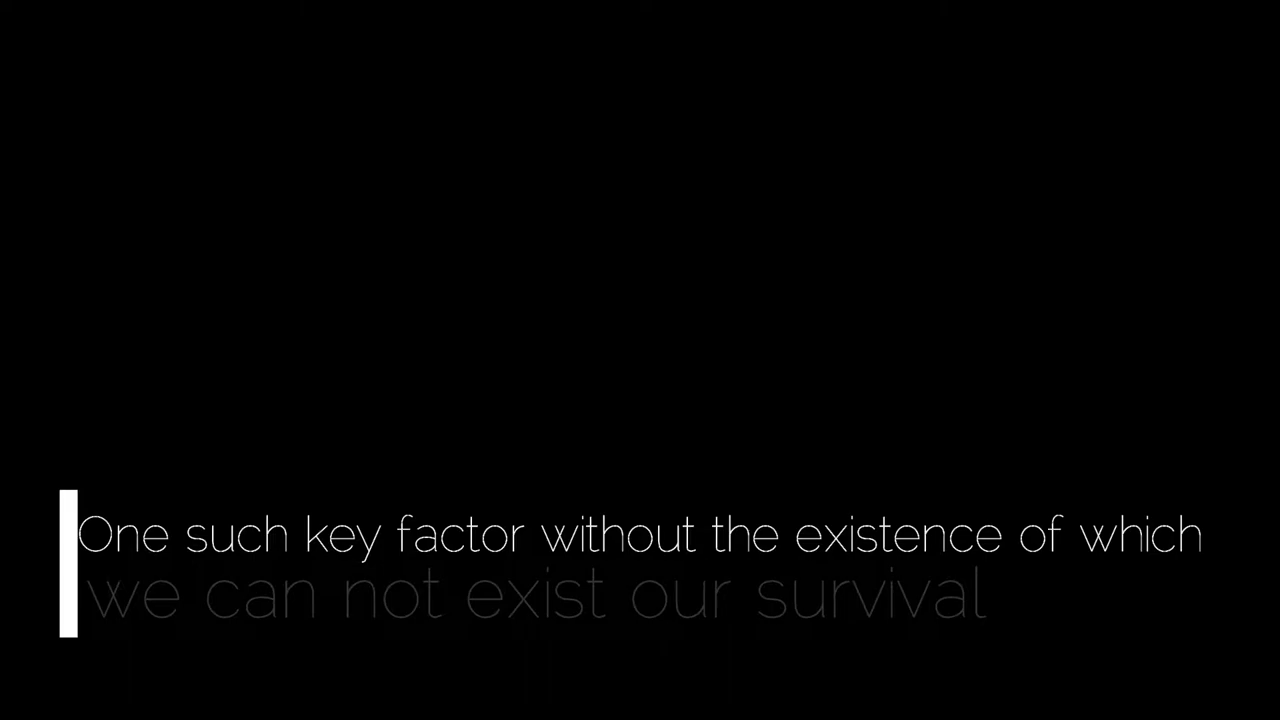 One such key factor without the existence of which
we can not exist our survival